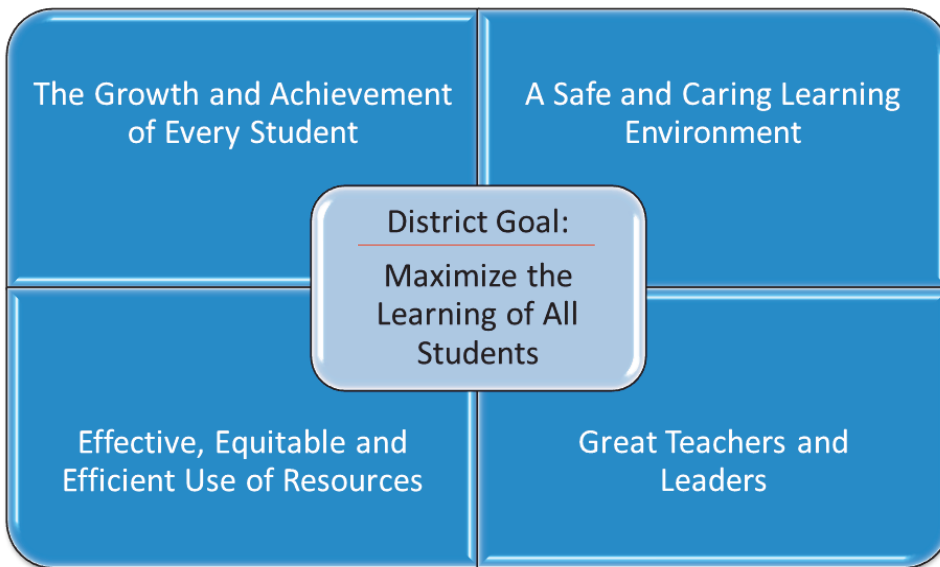 The Growth and Achievement
of Every Student
A Safe and Caring Learning
Environment
District Goal:
Maximize the
Learning of All
Students
Effective, Equitable and
Efficient Use of Resources
Great Teachers and
Leaders